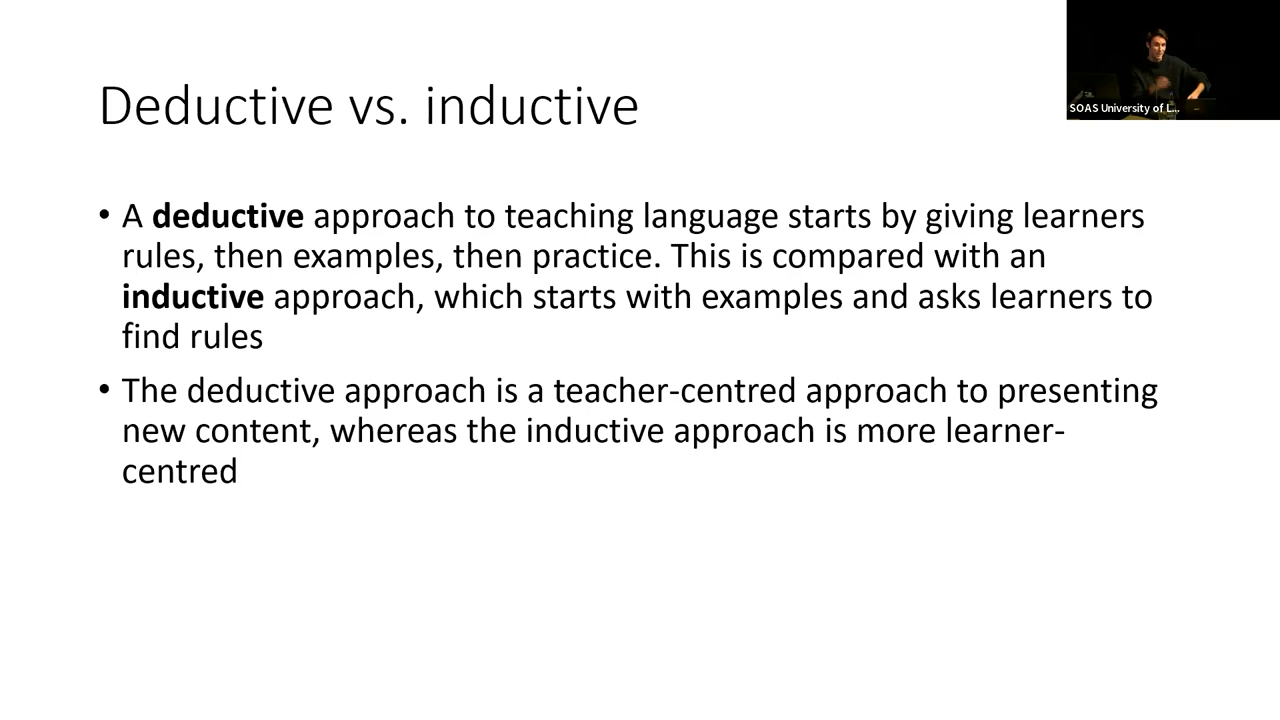 Deductive vs. inductive
SOAS University of L...
• A deductive approach to teaching language starts by giving learners
rules, then examples, then practice. This is compared with an
inductive approach, which starts with examples and asks learners to
find rules
• The deductive approach is a teacher-centred approach to presenting
new content, whereas the inductive approach is more learner-
centred